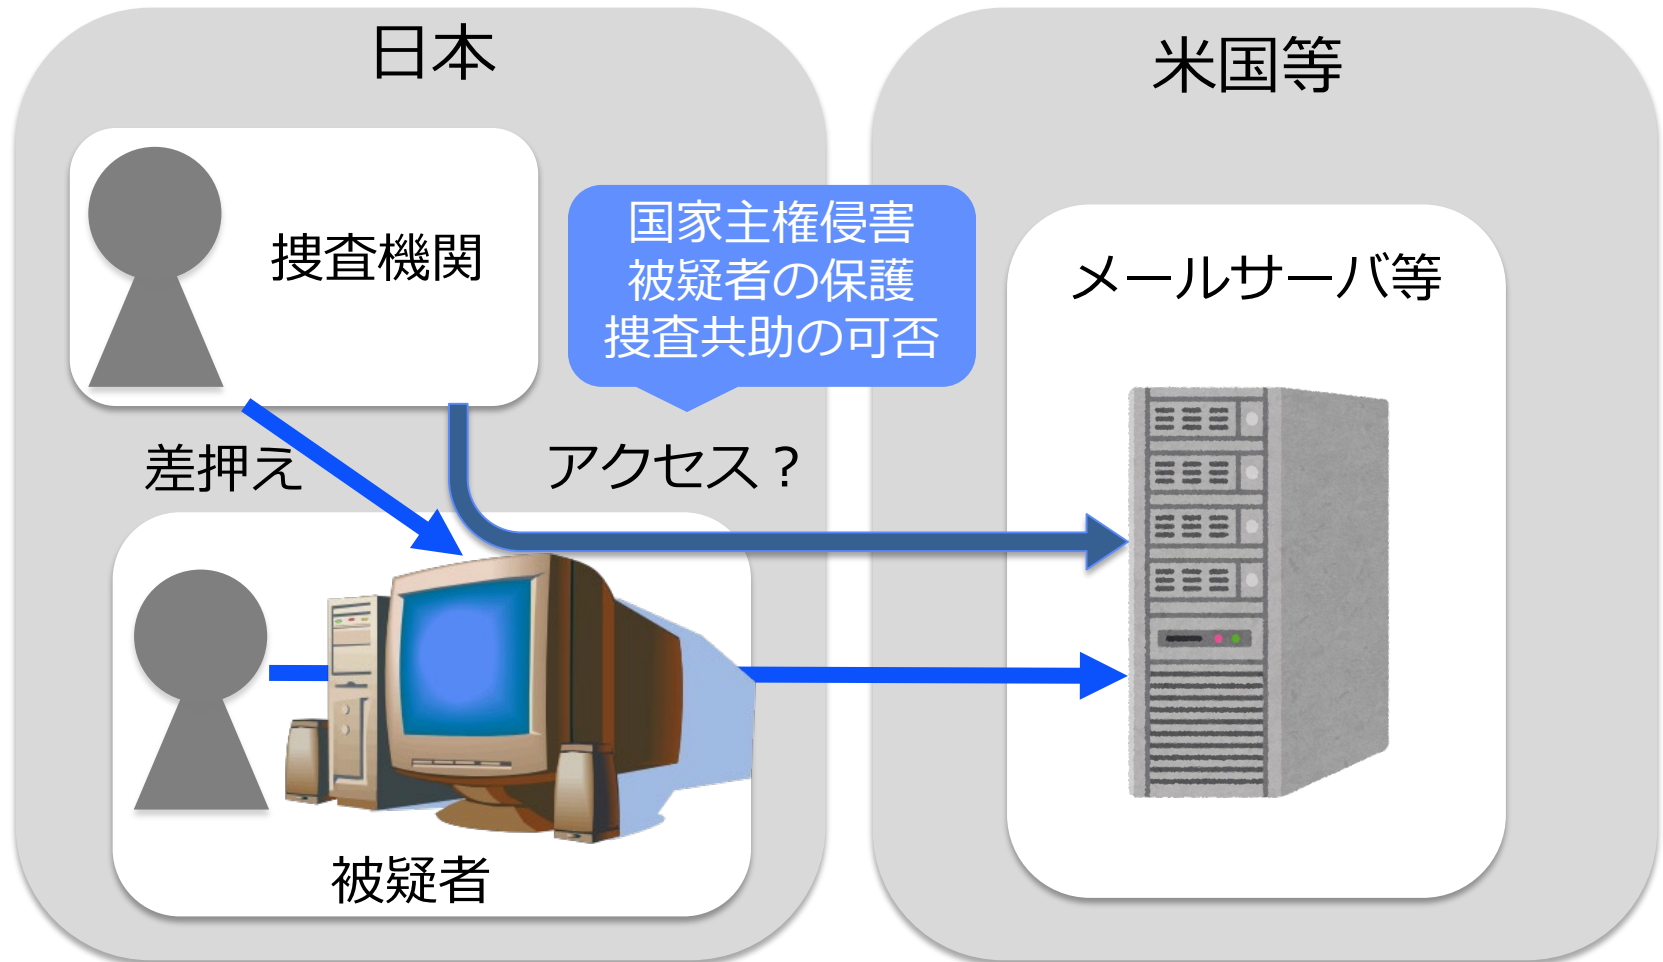 日本
米国等
捜査機関
国家主権侵害
被疑者の保護
捜査共助の可否
メールサーバ等
差押え
アクセス？
被疑者